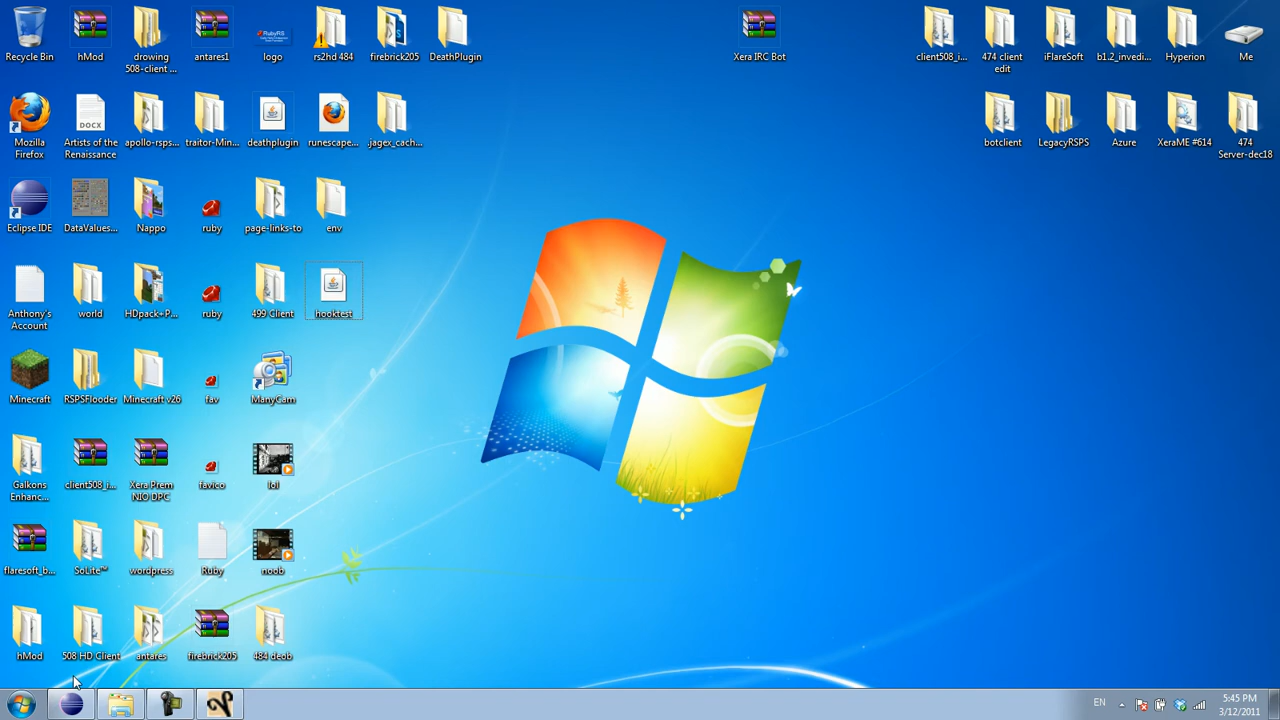 Recycle Bin
hMod
drowing
508-client ...
antares1
RubyRS
logo
rs2hd 484
firebrick205
DeathPlugin
Xera IRC Bot
client508_i...
474 client
edit
iFlareSoft
b1.2_invedi...
Hyperion
Me
Mozilla
Firefox
DOCX
Artists of the
Renaissance
apollo-rsps...
traitor-Min...
deathplugin
runescape...
.jagex_cach...
botclient
LegacyRSPS
Azure
XeraME #614
474
Server-dec18
Eclipse IDE
DataValues...
Nappo
ruby
page-links-to
env
Anthony's
Account
world
HDpack+P...
ruby
499 Client
hooktest
Minecraft
RSPSFlooder
Minecraft v26
fav
ManyCam
Galkons
Enhanc...
client508_i...
Xera Prem
NIO DPC
favico
lol
flaresoft_b...
SoLite™
wordpress
Ruby
noob
hMod
508 HD Client
antares
firebrick205
484 deob
EN
5:45 PM
3/12/2011